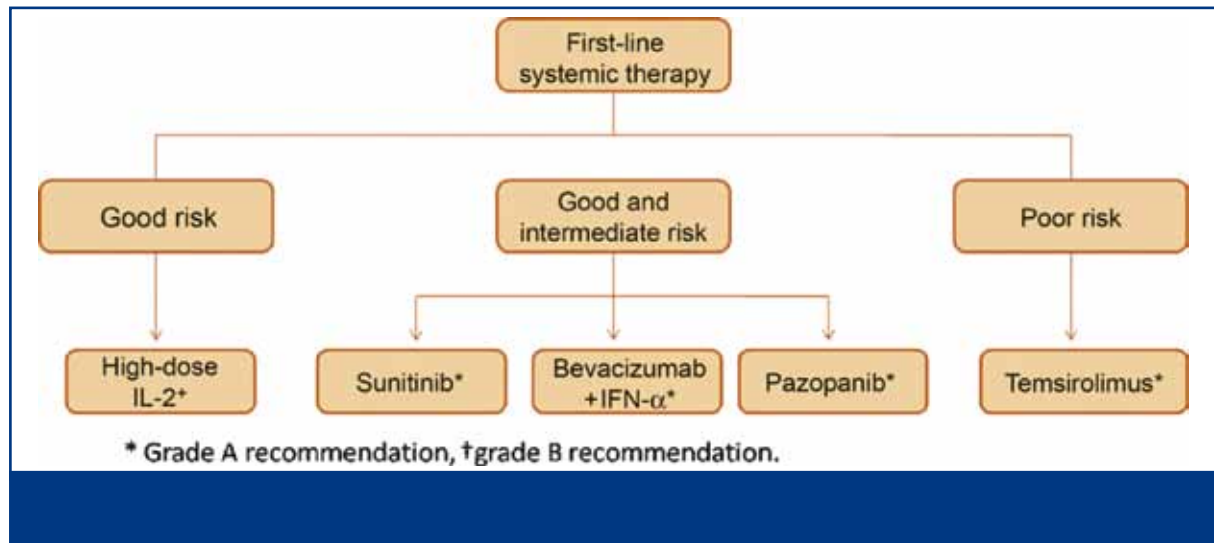 First-line
systemic therapy
Good risk
Good and
intermediate risk
Poor risk
High-dose
IL-2⁺
Sunitinib*
Bevacizumab
+IFN-α*
Pazopanib*
Temsirolimus*
* Grade A recommendation, †grade B recommendation.